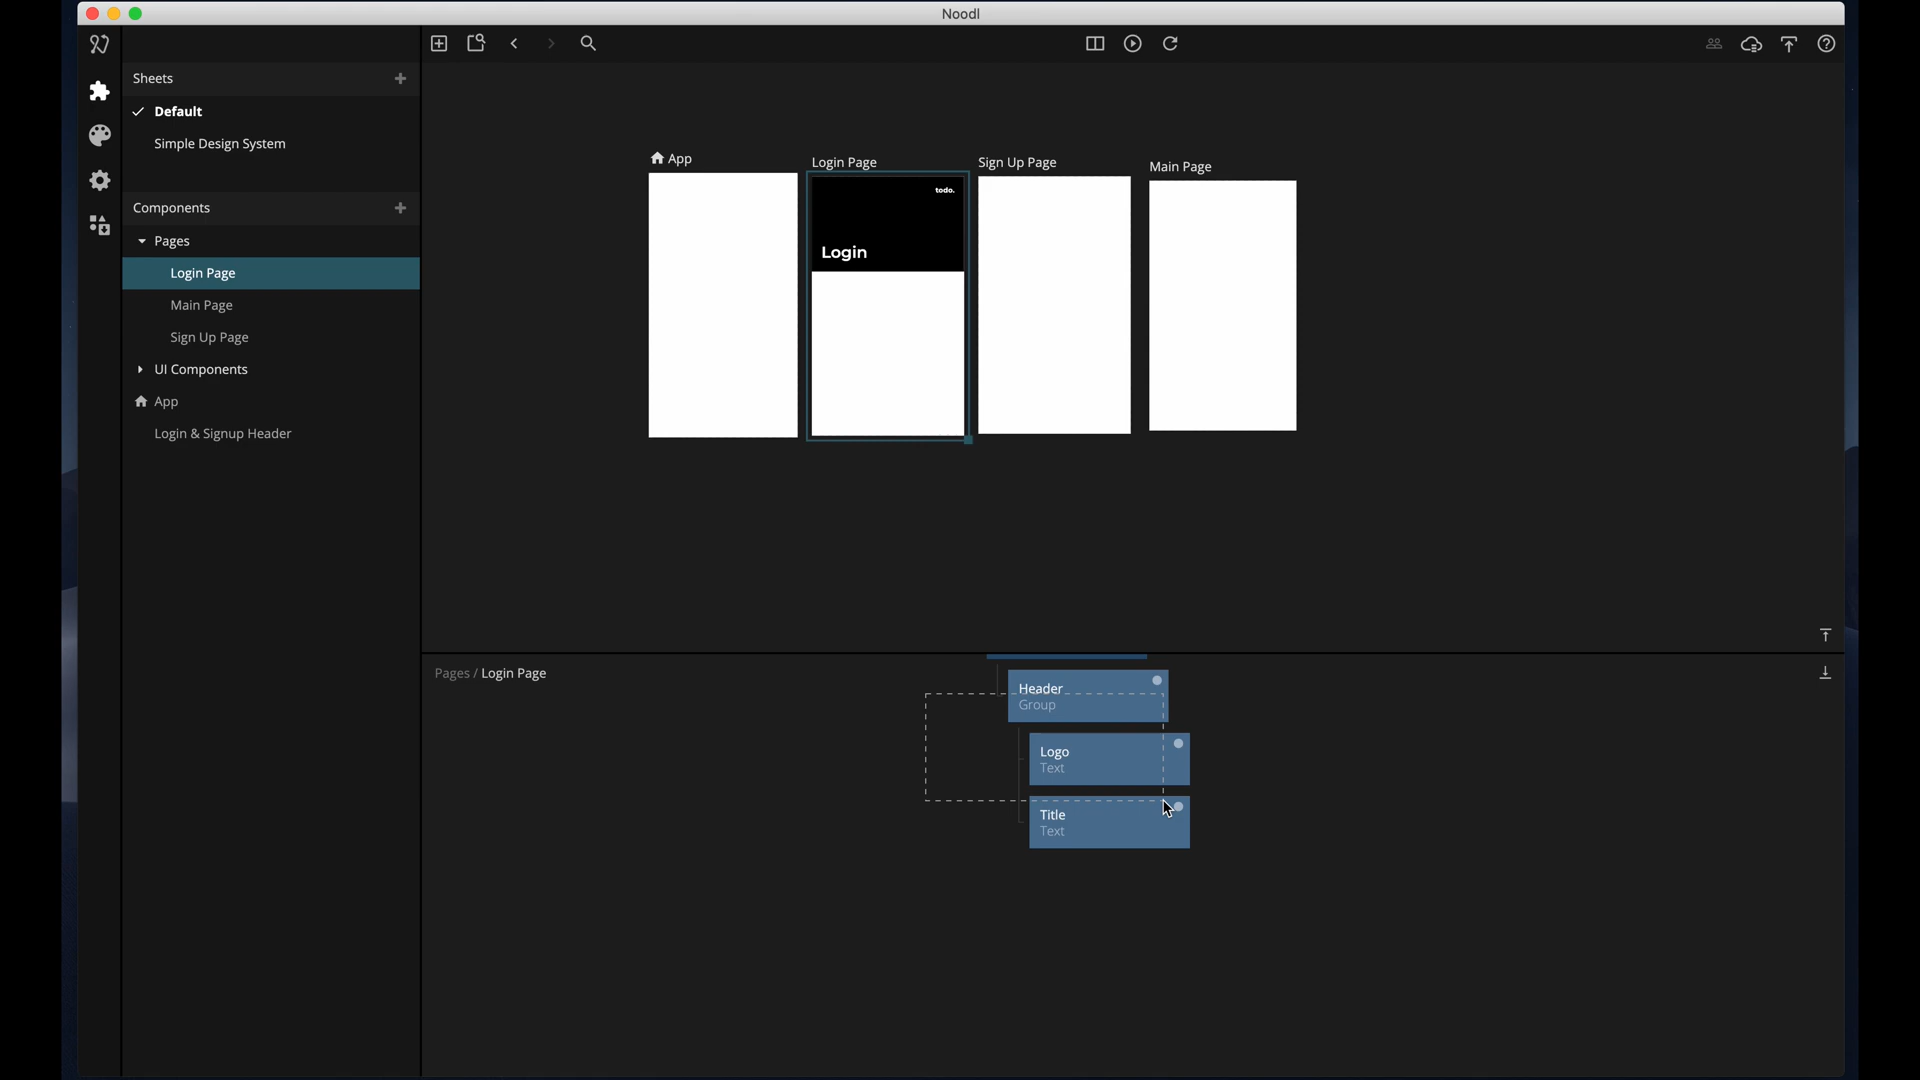 Noodl
Sheets
Default
Simple Design System
Components
Pages
Login Page
Main Page
Sign Up Page
UI Components
App
Login & Signup Header
App
Login Page
Sign Up Page
Main Page
todo.
Login
Pages / Login Page
Header
Group
Logo
Text
Title
Text